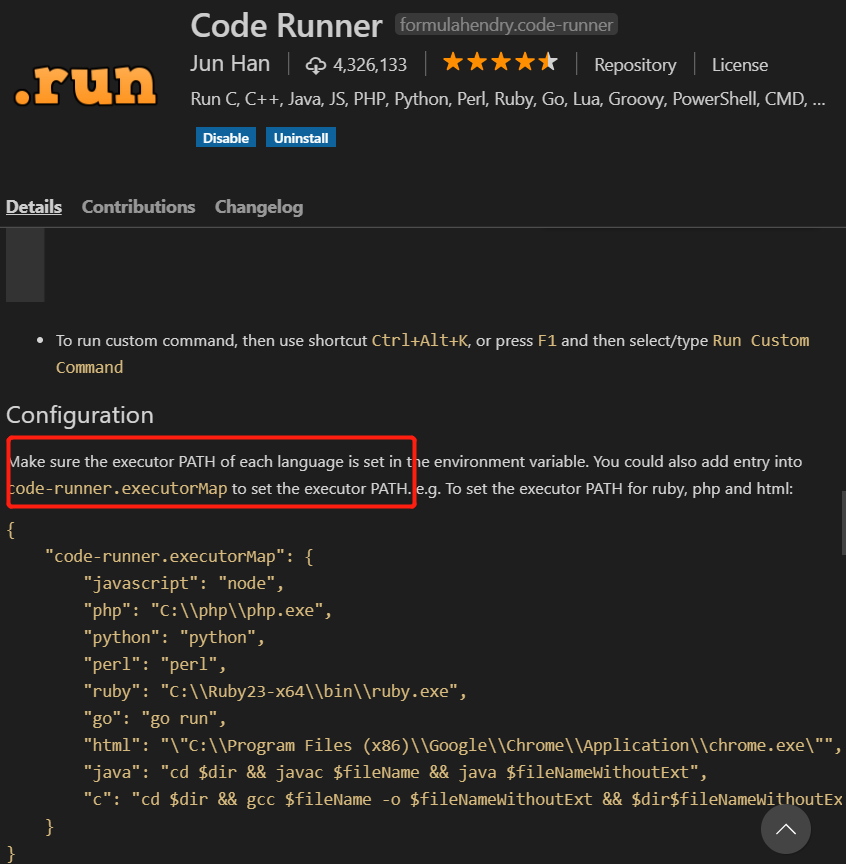 Code Runner formulahendry.code-runner
.run
Jun Han 4,326,133 Repository License
Run C, C++, Java, JS, PHP, Python, Perl, Ruby, Go, Lua, Groovy, PowerShell, CMD, ...
Disable Uninstall
Details Contributions Changelog
• To run custom command, then use shortcut Ctrl+Alt+K, or press F1 and then select/type Run Custom
Command
Configuration
Make sure the executor PATH of each language is set in the environment variable. You could also add entry into
code-runner.executorMap to set the executor PATH. e.g. To set the executor PATH for ruby, php and html:
{
    "code-runner.executorMap": {
        "javascript": "node",
        "php": "C:\\php\\php.exe",
        "python": "python",
        "perl": "perl",
        "ruby": "C:\\Ruby23-x64\\bin\\ruby.exe",
        "go": "go run",
        "html": "\"C:\\Program Files (x86)\\Google\\Chrome\\Application\\chrome.exe\"",
        "java": "cd $dir && javac $fileName && java $fileNameWithoutExt",
        "c": "cd $dir && gcc $fileName -o $fileNameWithoutExt && $dir$fileNameWithoutEx
    }
}